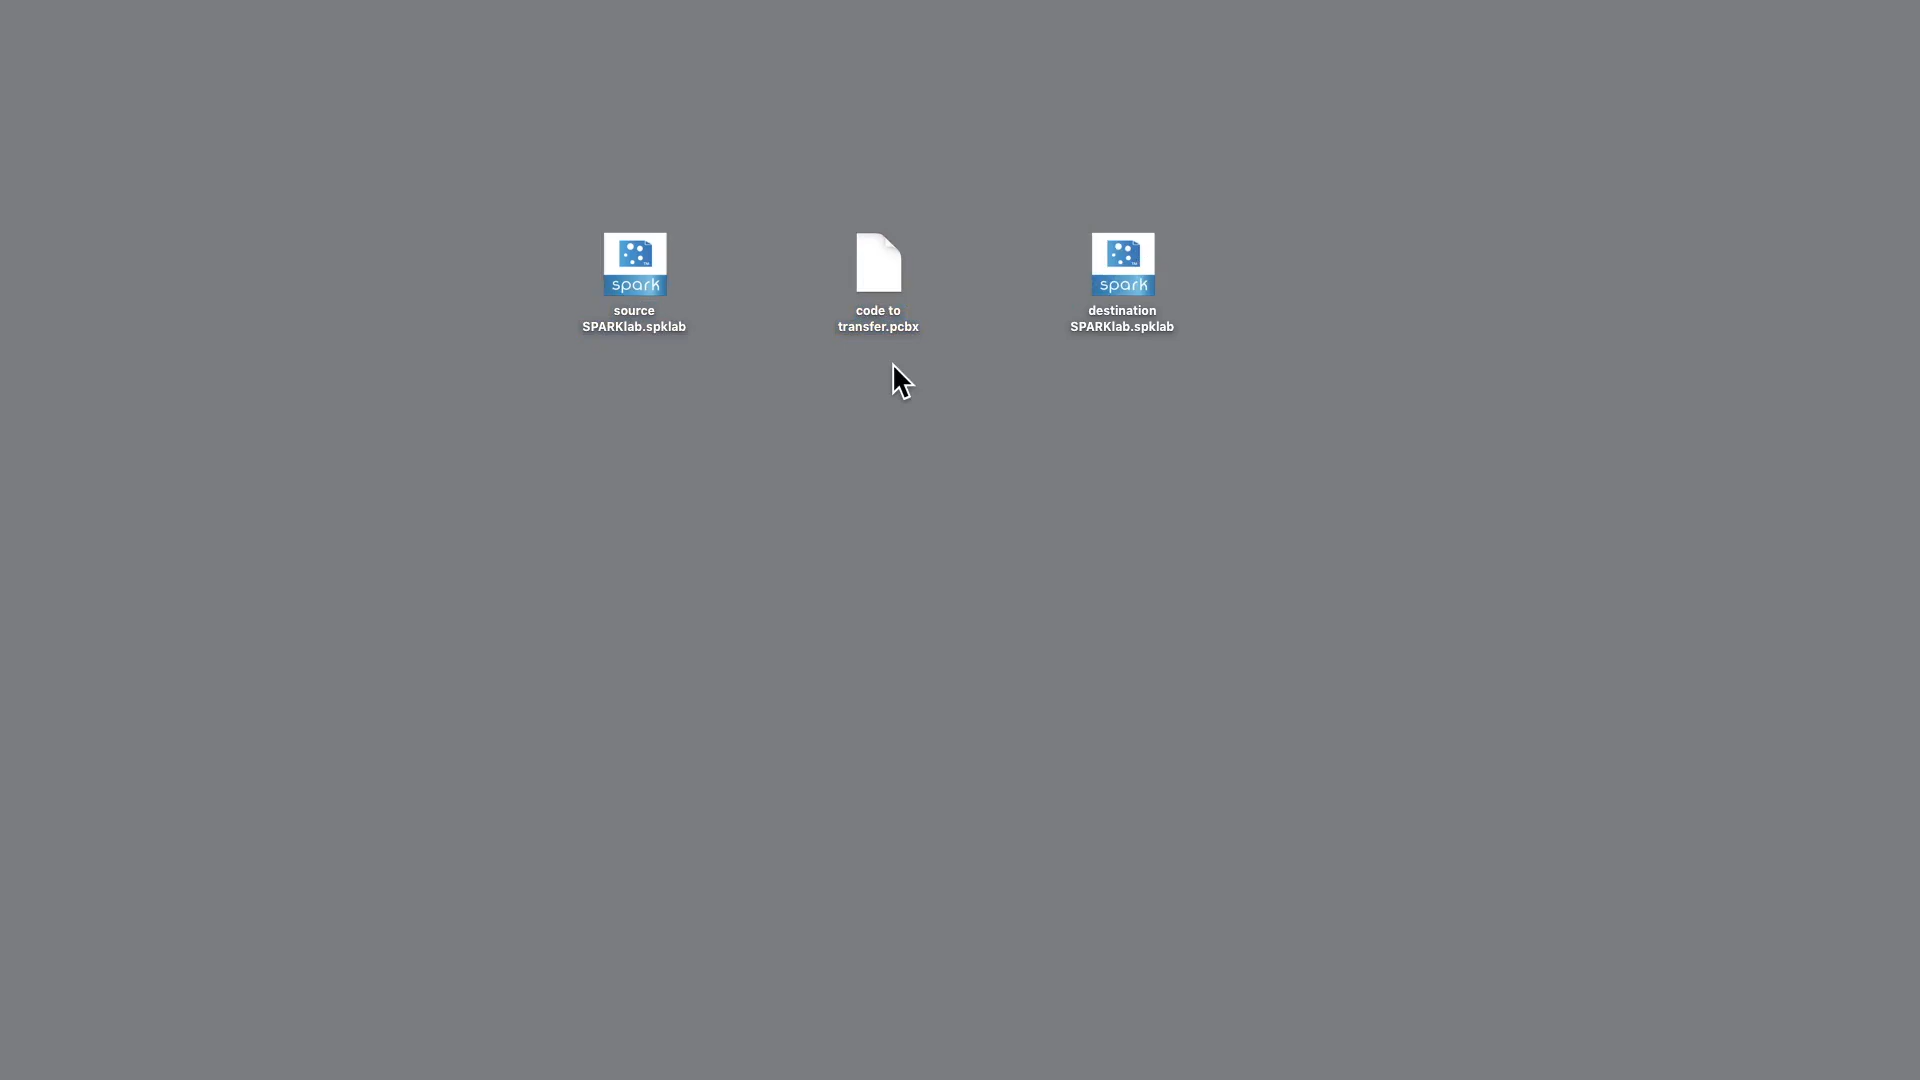 spark
source
SPARKlab.spklab
code to
transfer.pcbx
spark
destination
SPARKlab.spklab